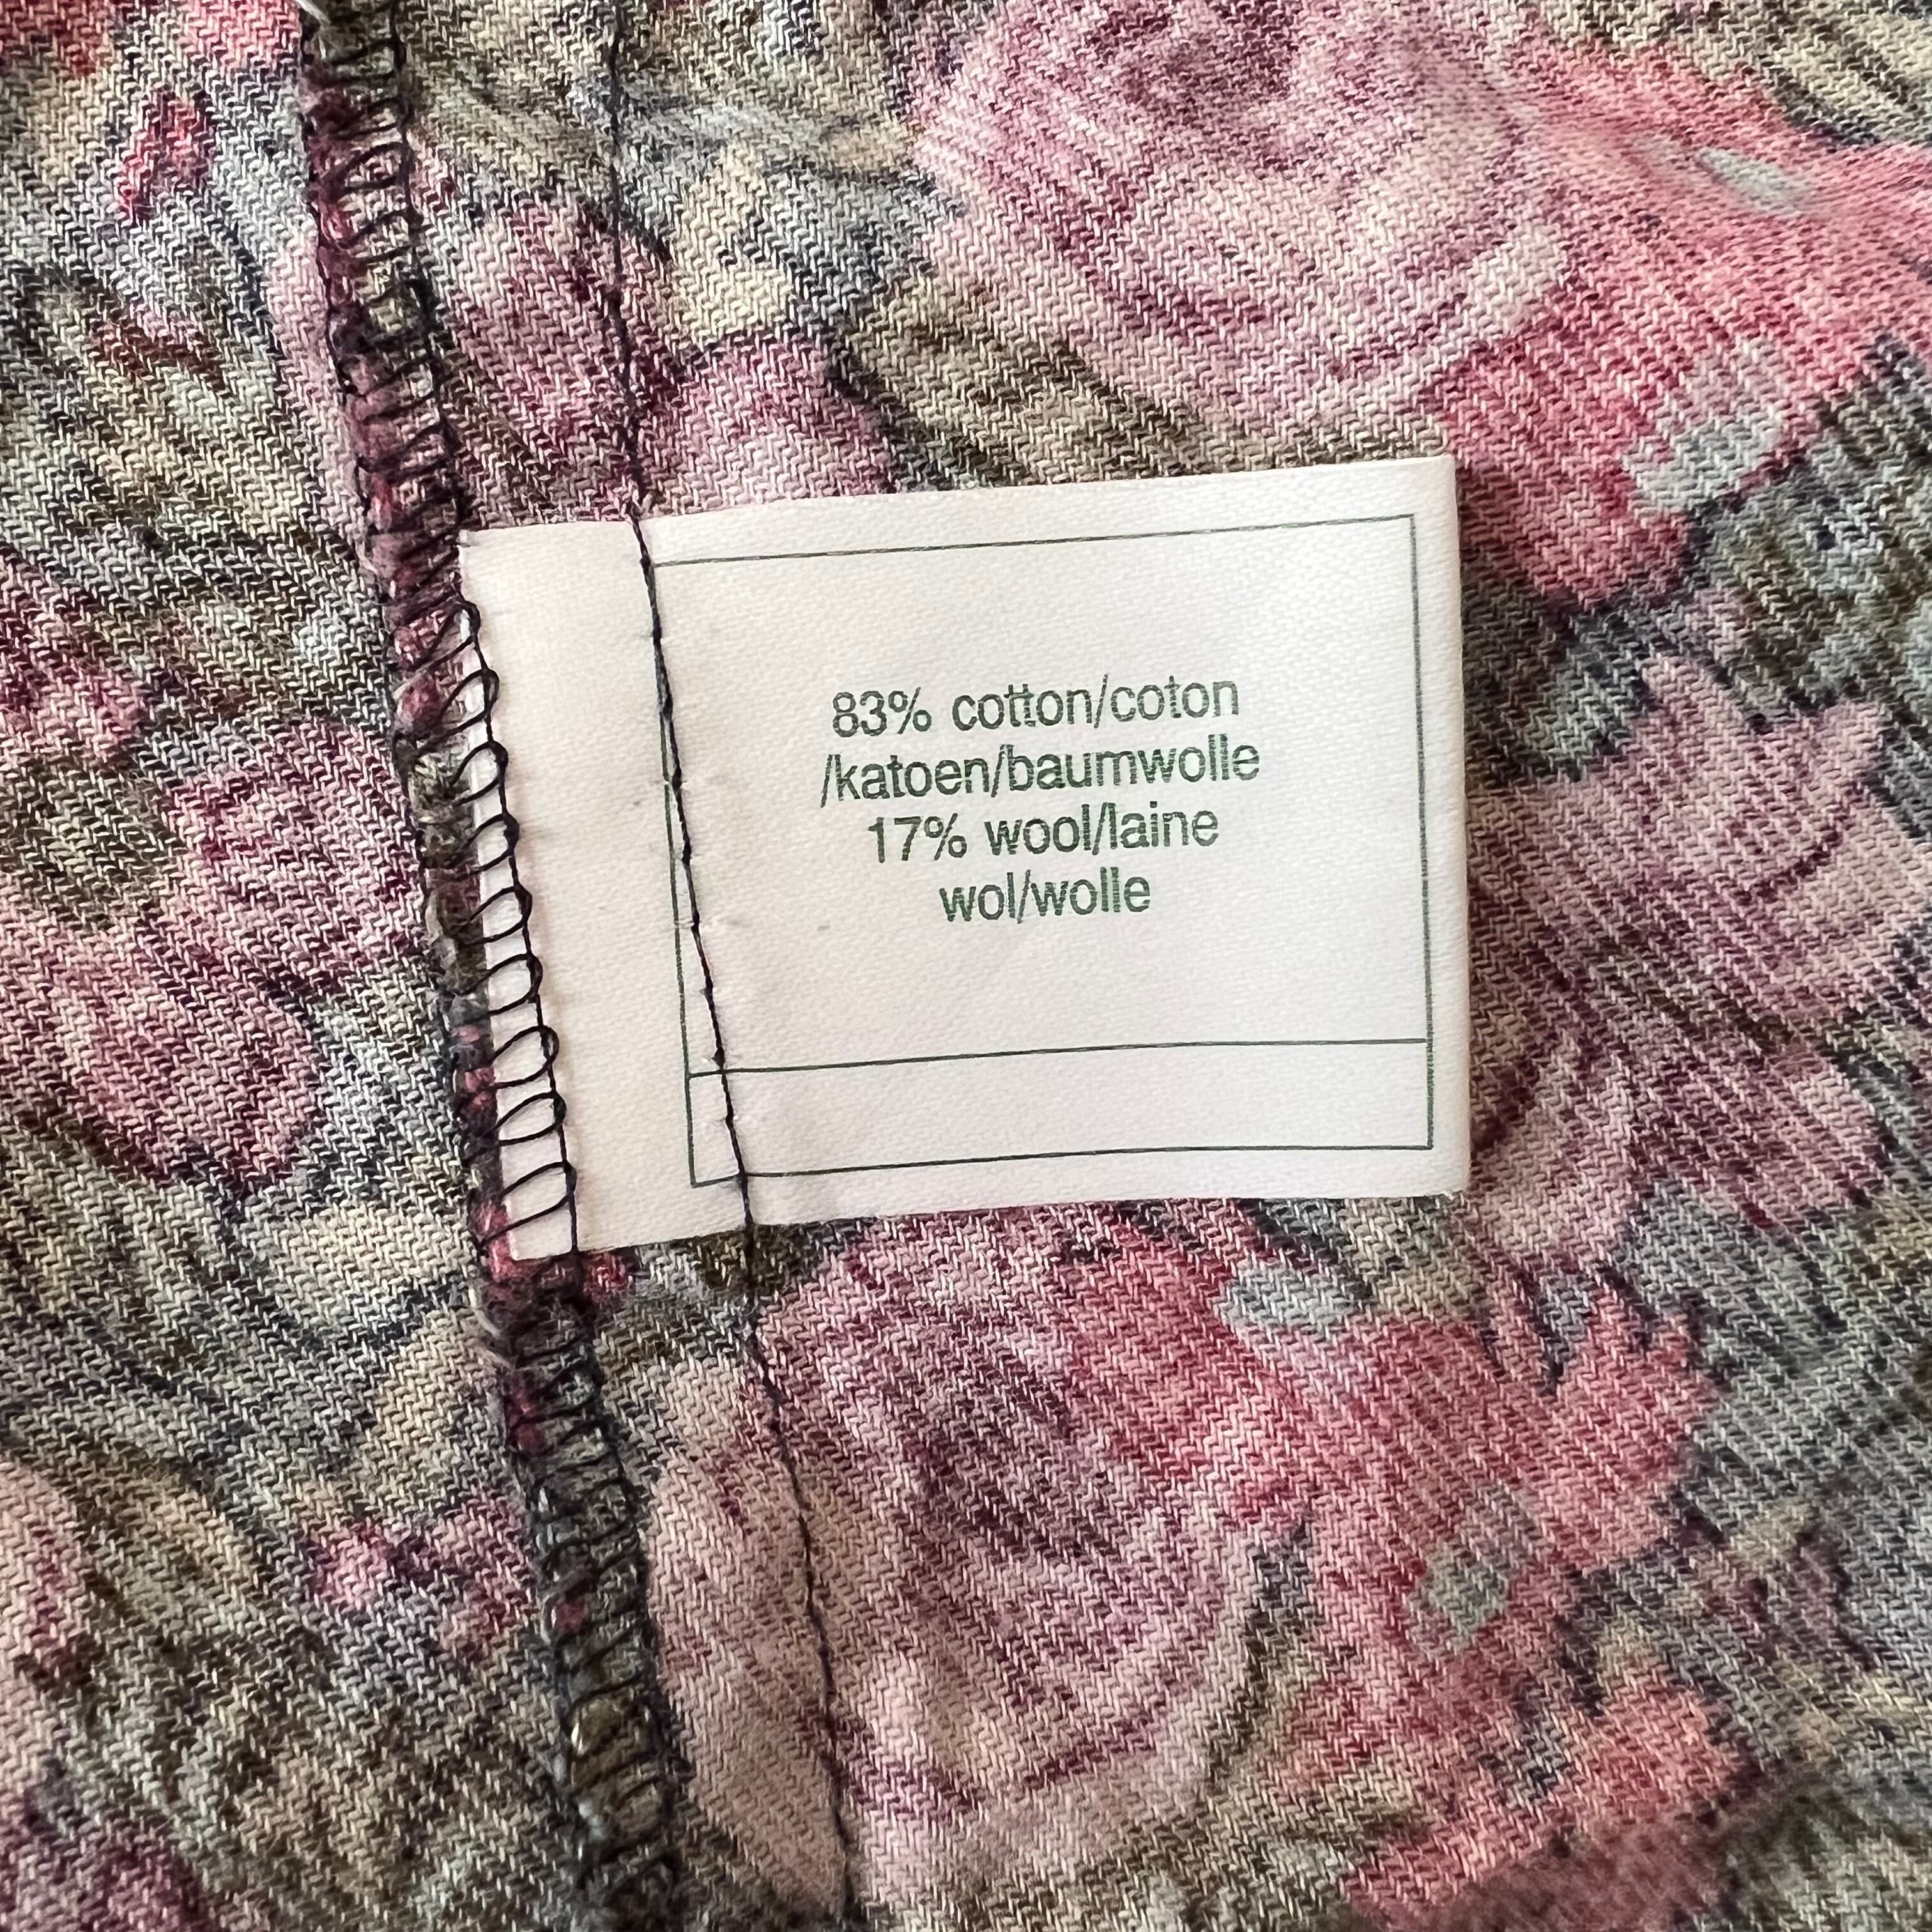 83% cotton/coton
/katoen/baumwolle
17% wool/laine
wol/wolle